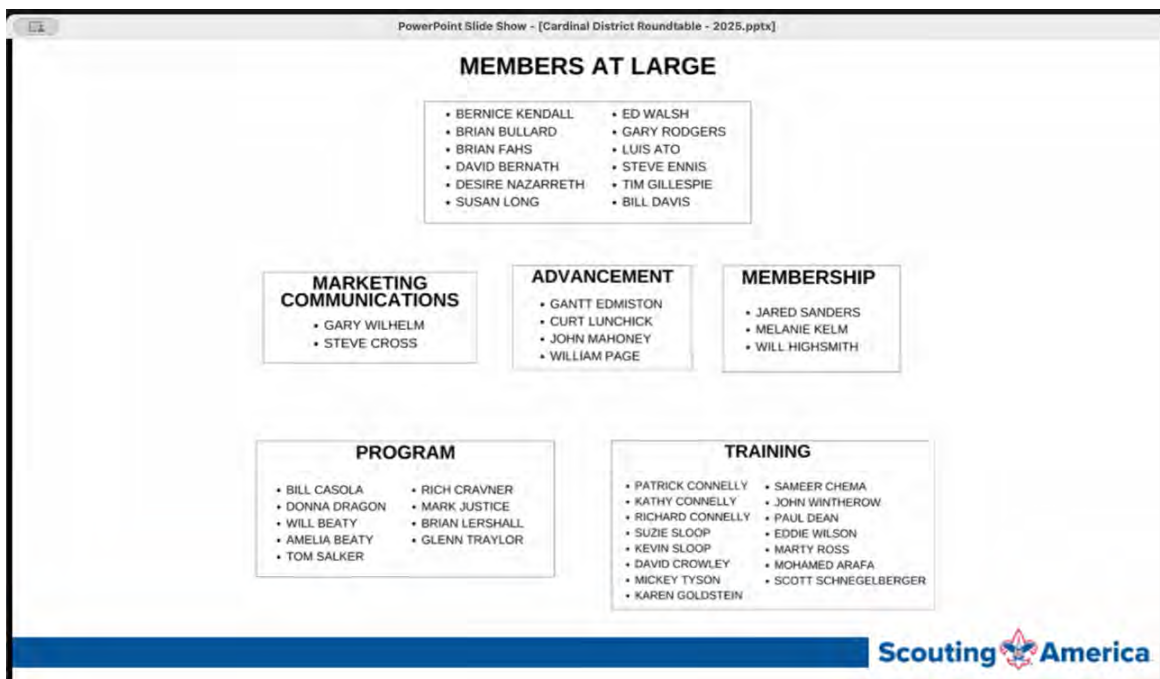 PowerPoint Slide Show - [Cardinal District Roundtable - 2025.pptx]
MEMBERS AT LARGE
• BERNICE KENDALL
• BRIAN BULLARD
• BRIAN FAHS
• DAVID BERNATH
• DESIRE NAZARRETH
• SUSAN LONG
• ED WALSH
• GARY RODGERS
• LUIS ATO
• STEVE ENNIS
• TIM GILLESPIE
• BILL DAVIS
MARKETING
COMMUNICATIONS
• GARY WILHELM
• STEVE CROSS
ADVANCEMENT
• GANTT EDMISTON
• CURT LUNCHICK
• JOHN MAHONEY
• WILLIAM PAGE
MEMBERSHIP
• JARED SANDERS
• MELANIE KELM
• WILL HIGHSMITH
PROGRAM
• BILL CASOLA
• DONNA DRAGON
• WILL BEATY
• AMELIA BEATY
• TOM SALKER
• RICH CRAVNER
• MARK JUSTICE
• BRIAN LERSHALL
• GLENN TRAYLOR
TRAINING
• PATRICK CONNELLY
• KATHY CONNELLY
• RICHARD CONNELLY
• SUZIE SLOOP
• KEVIN SLOOP
• DAVID CROWLEY
• MICKEY TYSON
• KAREN GOLDSTEIN
• SAMEER CHEMA
• JOHN WINTHEROW
• PAUL DEAN
• EDDIE WILSON
• MARTY ROSS
• MOHAMED ARAFA
• SCOTT SCHNEGELBERGER
Scouting America